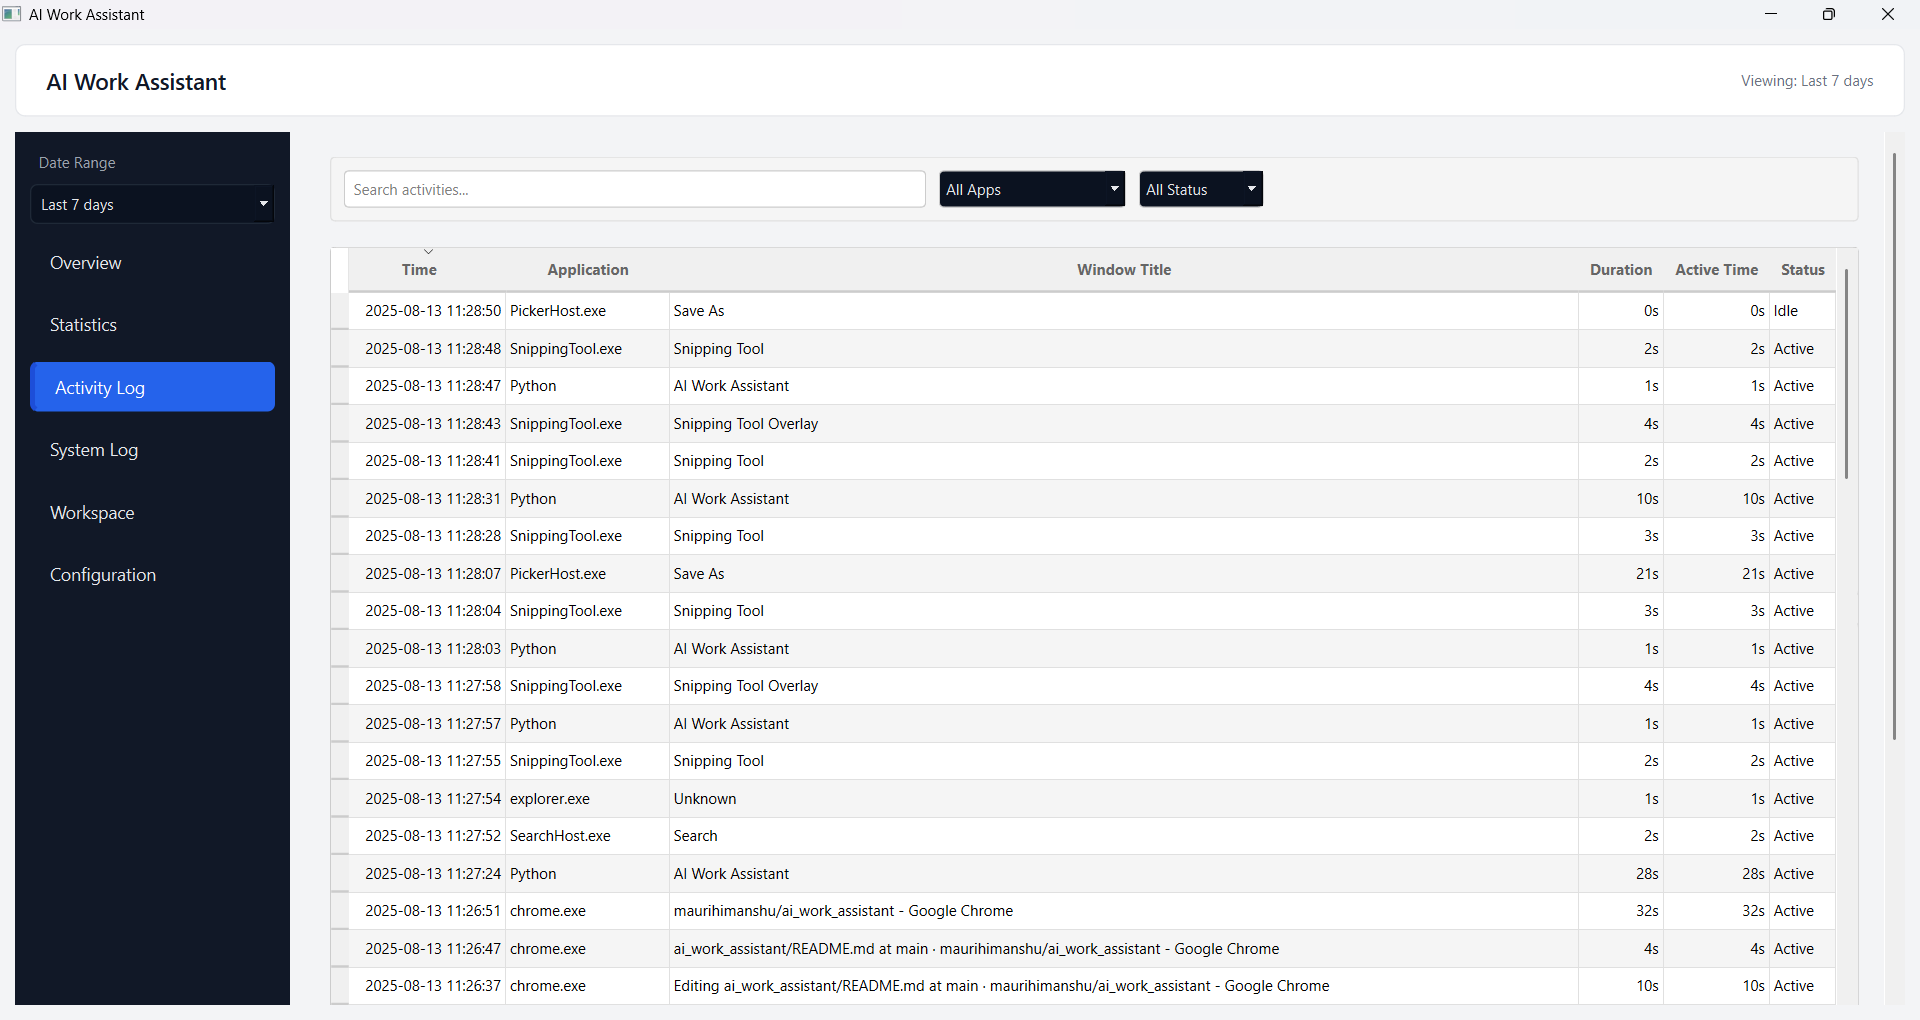 AI Work Assistant
AI Work Assistant
Viewing: Last 7 days
Date Range
Last 7 days
Overview
Statistics
Activity Log
System Log
Workspace
Configuration
Search activities...
All Apps
All Status
Time Application Window Title Duration Active Time Status
2025-08-13 11:28:50 PickerHost.exe Save As 0s 0s Idle
2025-08-13 11:28:48 SnippingTool.exe Snipping Tool 2s 2s Active
2025-08-13 11:28:47 Python AI Work Assistant 1s 1s Active
2025-08-13 11:28:43 SnippingTool.exe Snipping Tool Overlay 4s 4s Active
2025-08-13 11:28:41 SnippingTool.exe Snipping Tool 2s 2s Active
2025-08-13 11:28:31 Python AI Work Assistant 10s 10s Active
2025-08-13 11:28:28 SnippingTool.exe Snipping Tool 3s 3s Active
2025-08-13 11:28:07 PickerHost.exe Save As 21s 21s Active
2025-08-13 11:28:04 SnippingTool.exe Snipping Tool 3s 3s Active
2025-08-13 11:28:03 Python AI Work Assistant 1s 1s Active
2025-08-13 11:27:58 SnippingTool.exe Snipping Tool Overlay 4s 4s Active
2025-08-13 11:27:57 Python AI Work Assistant 1s 1s Active
2025-08-13 11:27:55 SnippingTool.exe Snipping Tool 2s 2s Active
2025-08-13 11:27:54 explorer.exe Unknown 1s 1s Active
2025-08-13 11:27:52 SearchHost.exe Search 2s 2s Active
2025-08-13 11:27:24 Python AI Work Assistant 28s 28s Active
2025-08-13 11:26:51 chrome.exe maurihimanshu/ai_work_assistant - Google Chrome 32s 32s Active
2025-08-13 11:26:47 chrome.exe ai_work_assistant/README.md at main · maurihimanshu/ai_work_assistant - Google Chrome 4s 4s Active
2025-08-13 11:26:37 chrome.exe Editing ai_work_assistant/README.md at main · maurihimanshu/ai_work_assistant - Google Chrome 10s 10s Active